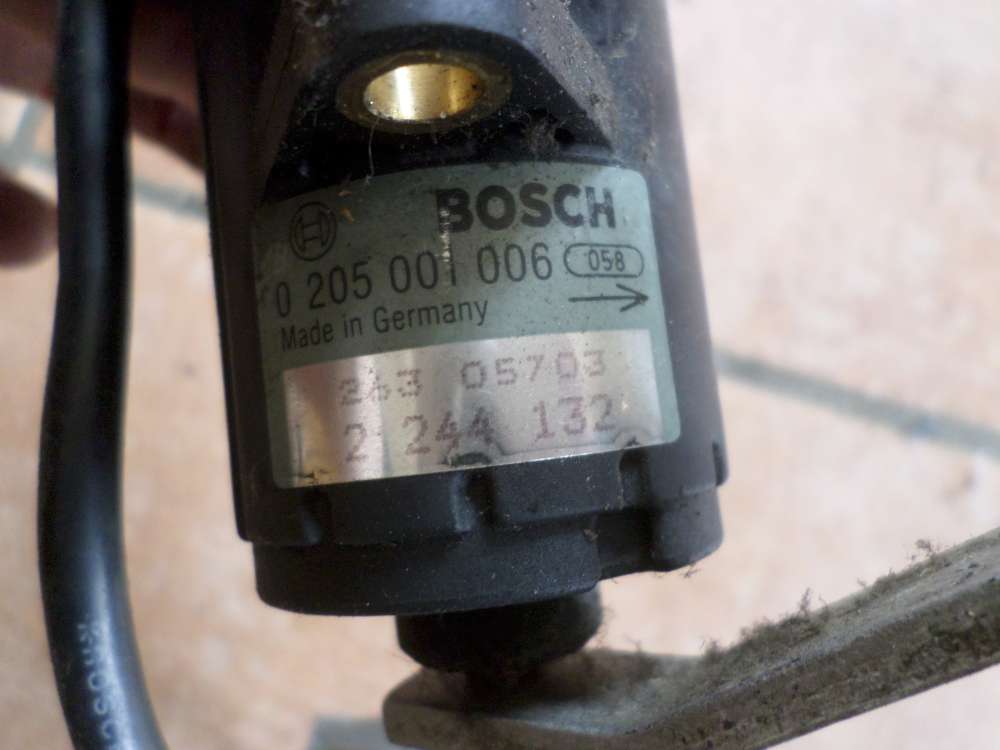 BOSCH
0 205 001 006 058
Made in Germany
263 05703
2 244 132